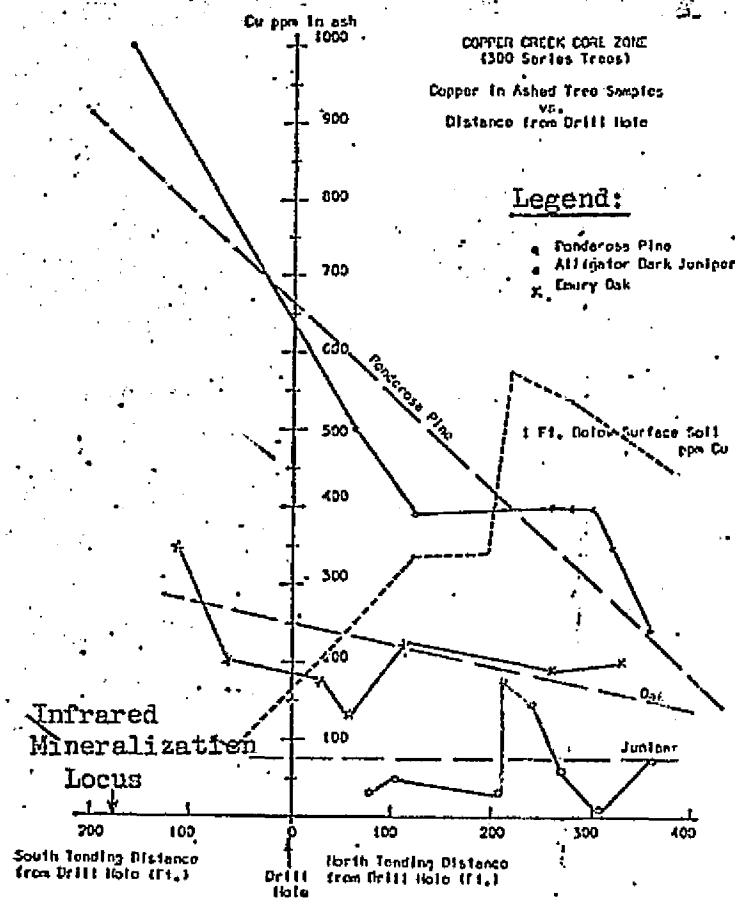 Cu ppm in ash
1000
COPPER CREEK CORE ZONE
(300 Series Trees)
Copper in Ashed Tree Samples
vs.
Distance from Drill Hole
900
800
Legend:
Ponderosa Pine
Alligator Bark Juniper
Emory Oak
700
600
Ponderosa Pine
500
1 Ft. Below Surface Soil
ppm Cu
400
300
200
Oak
Infrared
Mineralization
Locus
100
Juniper
200 100 0 100 200 300 400
South Tending Distance
from Drill Hole (Ft.)
Drill
Hole
North Tending Distance
from Drill Hole (Ft.)